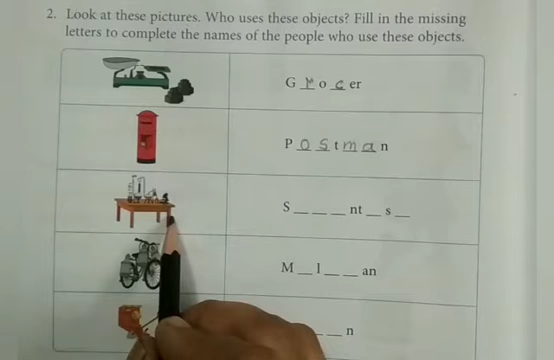 2. Look at these pictures. Who uses these objects? Fill in the missing
letters to complete the names of the people who use these objects.
G r o c er
P o s t m a n
S _ _ _ nt _ s _
M _ l _ _ an
_ _ n